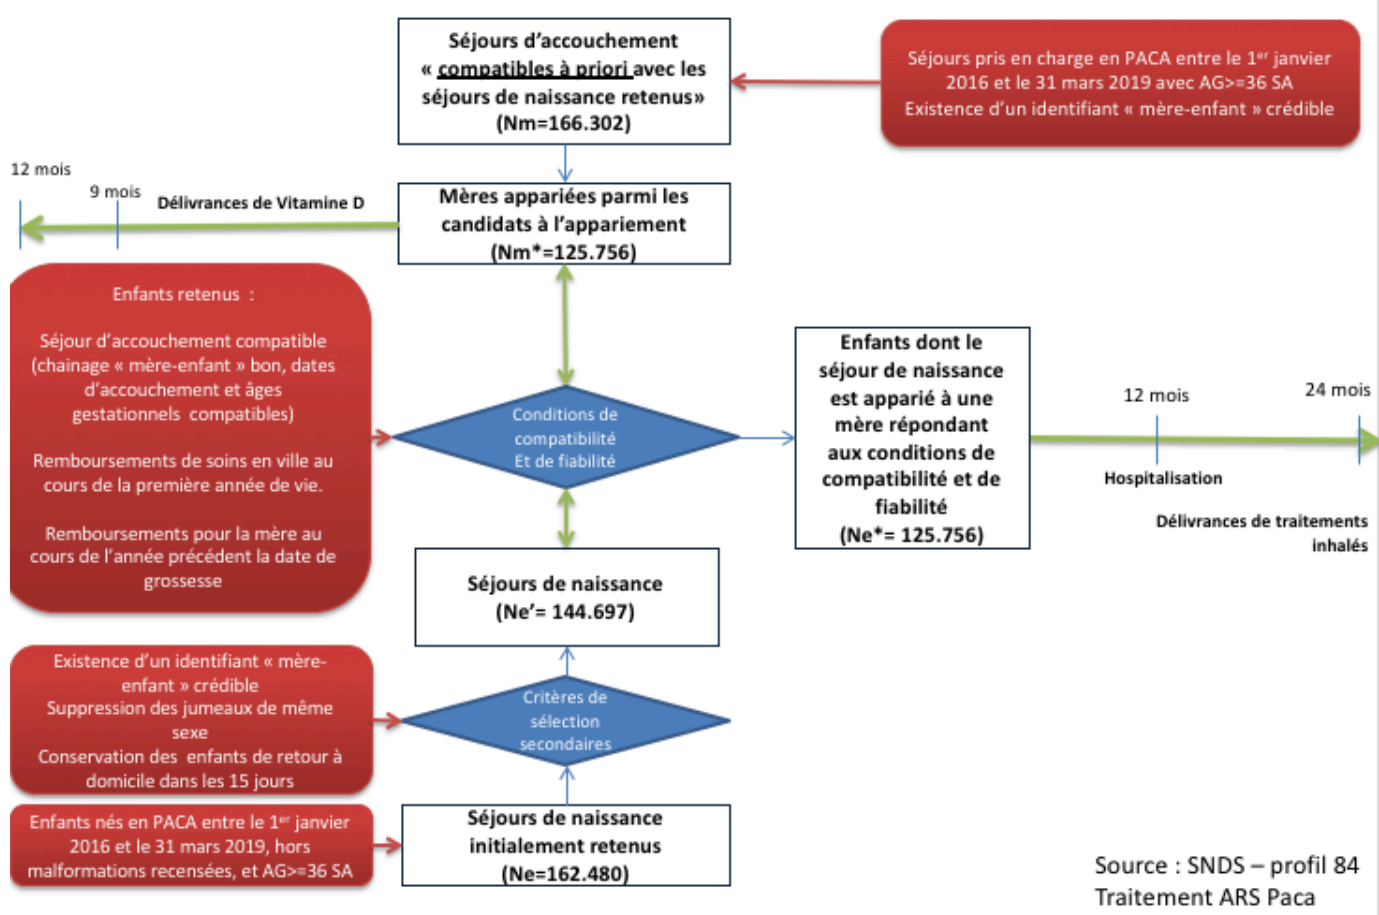 Séjours d’accouchement
« compatibles à priori avec les
séjours de naissance retenus»
(Nm=166.302)
Séjours pris en charge en PACA entre le 1er janvier
2016 et le 31 mars 2019 avec AG>=36 SA
Existence d’un identifiant « mère-enfant » crédible
12 mois
9 mois
Délivrances de Vitamine D
Mères appariées parmi les
candidats à l’appariement
(Nm*=125.756)
Enfants retenus :
Séjour d’accouchement compatible
(chainage « mère-enfant » bon, dates
d’accouchement et âges
gestationnels compatibles)
Remboursements de soins en ville au
cours de la première année de vie.
Remboursements pour la mère au
cours de l’année précédent la date de
grossesse
Conditions de
compatibilité
Et de fiabilité
Enfants dont le
séjour de naissance
est apparié à une
mère répondant
aux conditions de
compatibilité et de
fiabilité
(Ne*= 125.756)
12 mois
24 mois
Hospitalisation
Délivrances de traitements
inhalés
Séjours de naissance
(Ne’= 144.697)
Existence d’un identifiant « mère-
enfant » crédible
Suppression des jumeaux de même
sexe
Conservation des enfants de retour à
domicile dans les 15 jours
Critères de
sélection
secondaires
Enfants nés en PACA entre le 1er janvier
2016 et le 31 mars 2019, hors
malformations recensées, et AG>=36 SA
Séjours de naissance
initialement retenus
(Ne=162.480)
Source : SNDS – profil 84
Traitement ARS Paca